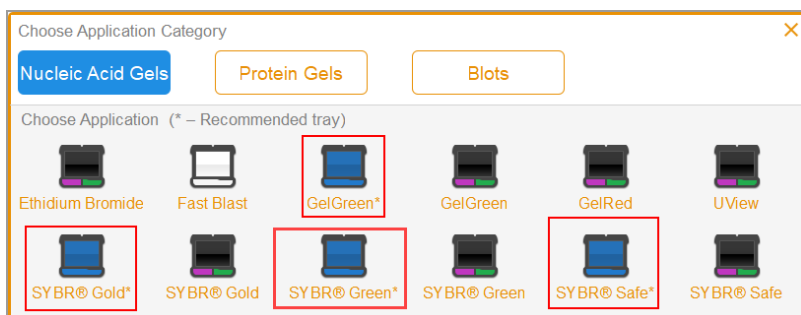 Choose Application Category
×
Nucleic Acid Gels Protein Gels Blots
Choose Application (* – Recommended tray)
Ethidium Bromide Fast Blast GelGreen* GelGreen GelRed UView
SYBR® Gold* SYBR® Gold SYBR® Green* SYBR® Green SYBR® Safe* SYBR® Safe